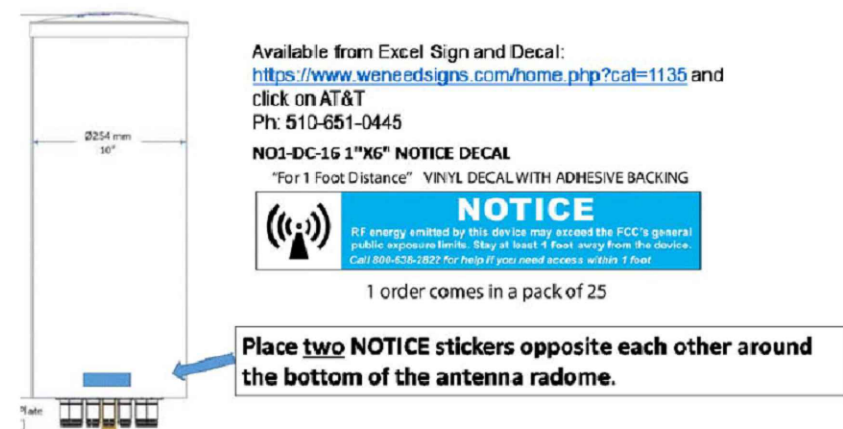 Available from Excel Sign and Decal:
https://www.weneedsigns.com/home.php?cat=1135 and
click on AT&T
Ph: 510-651-0445
NO1-DC-16 1"X6" NOTICE DECAL
"For 1 Foot Distance" VINYL DECAL WITH ADHESIVE BACKING
NOTICE
RF energy emitted by this device may exceed the FCC's general
public exposure limits. Stay at least 1 foot away from the device.
Call 800-638-2822 for help if you need access within 1 foot
1 order comes in a pack of 25
Place two NOTICE stickers opposite each other around
the bottom of the antenna radome.
Ø254 mm
10"
Plate